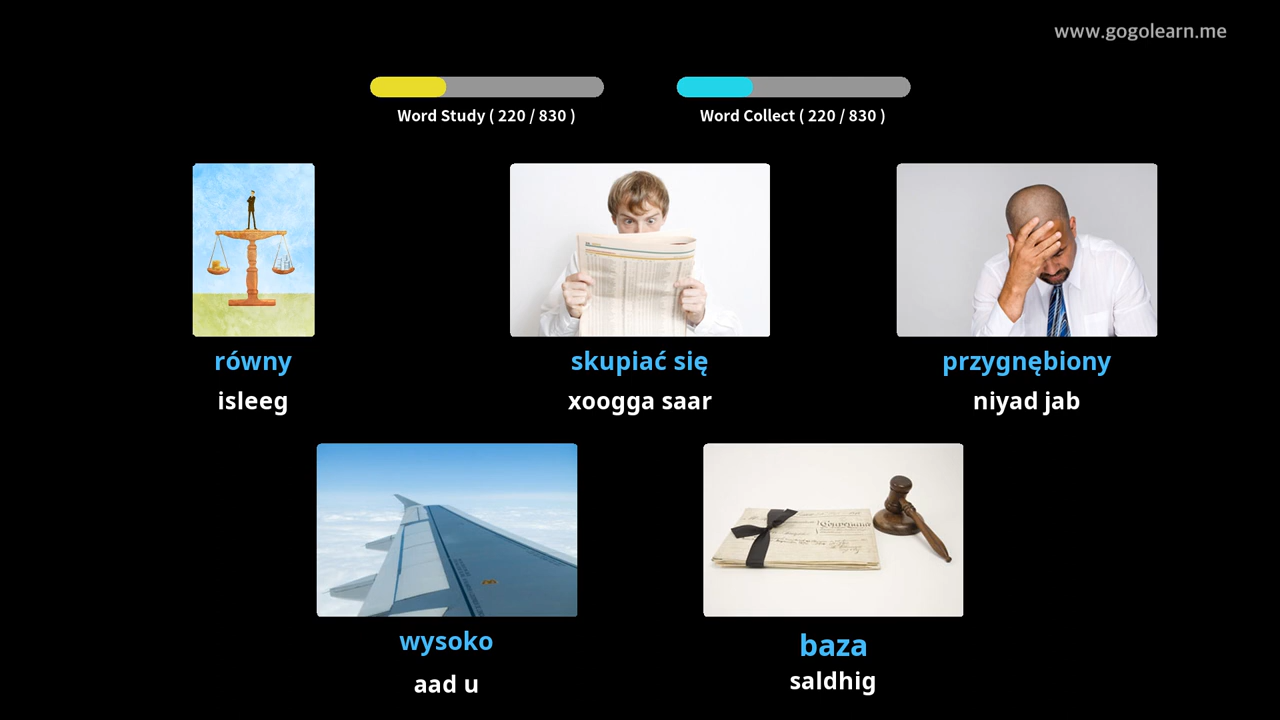 www.gogolearn.me
Word Study ( 220 / 830 )
Word Collect ( 220 / 830 )
równy
skupiać się
przygnębiony
isleeg
xoogga saar
niyad jab
wysoko
baza
aad u
saldhig